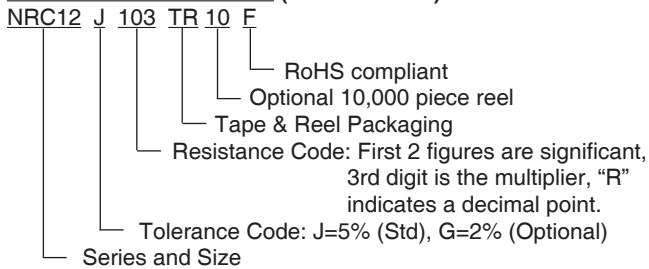 NRC12 J 103 TR 10 F
RoHS compliant
Optional 10,000 piece reel
Tape & Reel Packaging
Resistance Code: First 2 figures are significant,
3rd digit is the multiplier, “R”
indicates a decimal point.
Tolerance Code: J=5% (Std), G=2% (Optional)
Series and Size